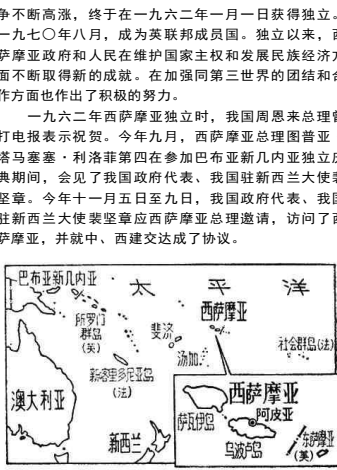 争不断高涨，终于在一九六二年一月一日获得独立。
一九七〇年八月，成为英联邦成员国。独立以来，西
萨摩亚政府和人民在维护国家主权和发展民族经济方
面不断取得新的成就。在加强同第三世界的团结和合
作方面也作出了积极的努力。
一九六二年西萨摩亚独立时，我国周恩来总理曾
打电报表示祝贺。今年九月，西萨摩亚总理图普亚·
塔马塞塞·利洛菲第四在参加巴布亚新几内亚独立庆
典期间，会见了我国政府代表、我国驻新西兰大使裴
坚章。今年十一月五日至九日，我国政府代表、我国
驻新西兰大使裴坚章应西萨摩亚总理邀请，访问了西
萨摩亚，并就中、西建交达成了协议。
巴布亚新几内亚
太平洋
西萨摩亚
所罗门
群岛
(英)
斐济
汤加
社会群岛(法)
新喀里多尼亚岛
(法)
澳大利亚
新西兰
西萨摩亚
萨瓦伊岛
阿皮亚
乌波卢岛
东萨摩亚
(美)